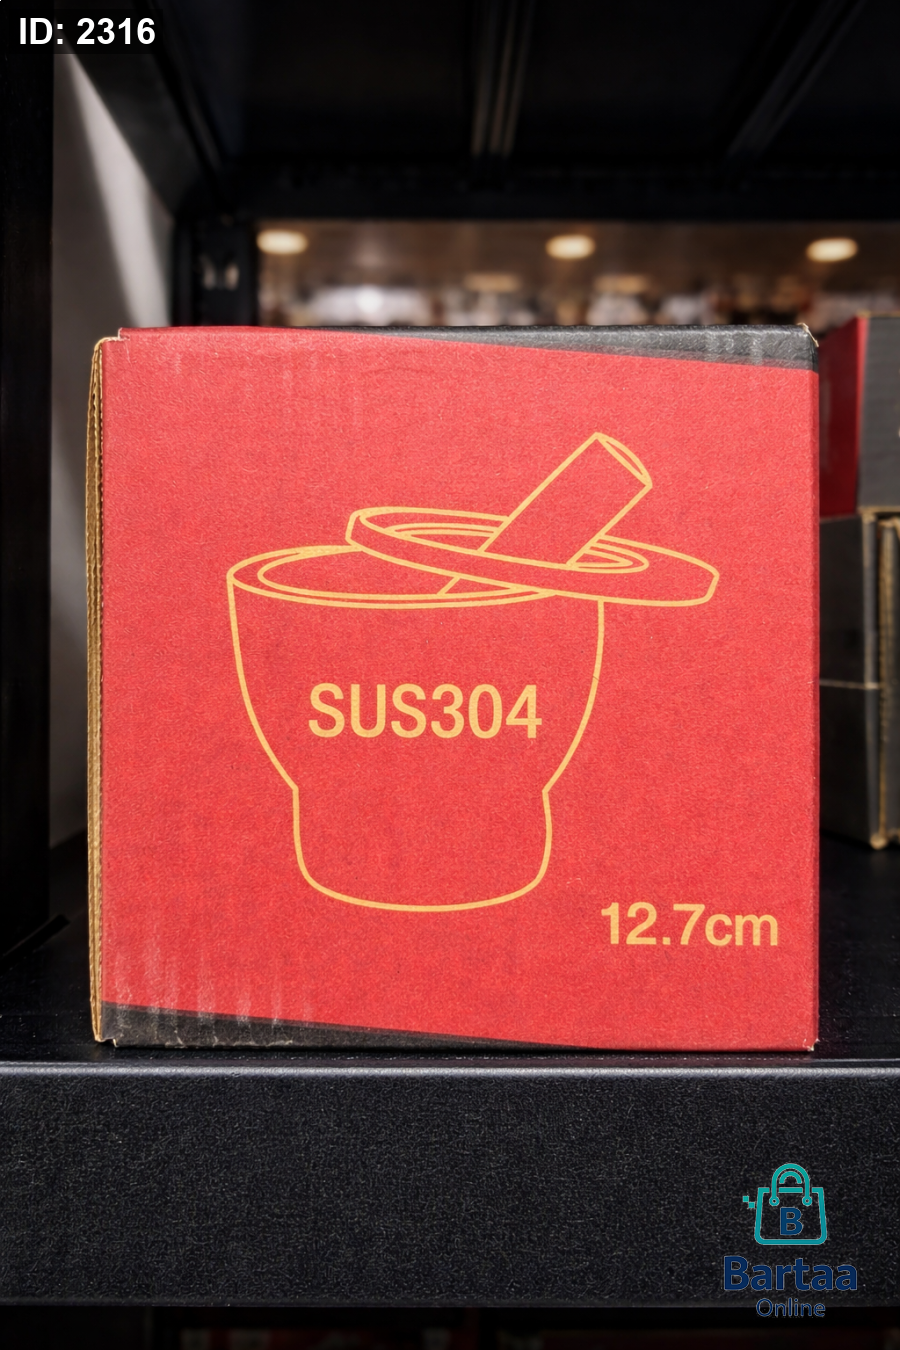 ID: 2316
SUS304
12.7cm
B
Bartaa
Online